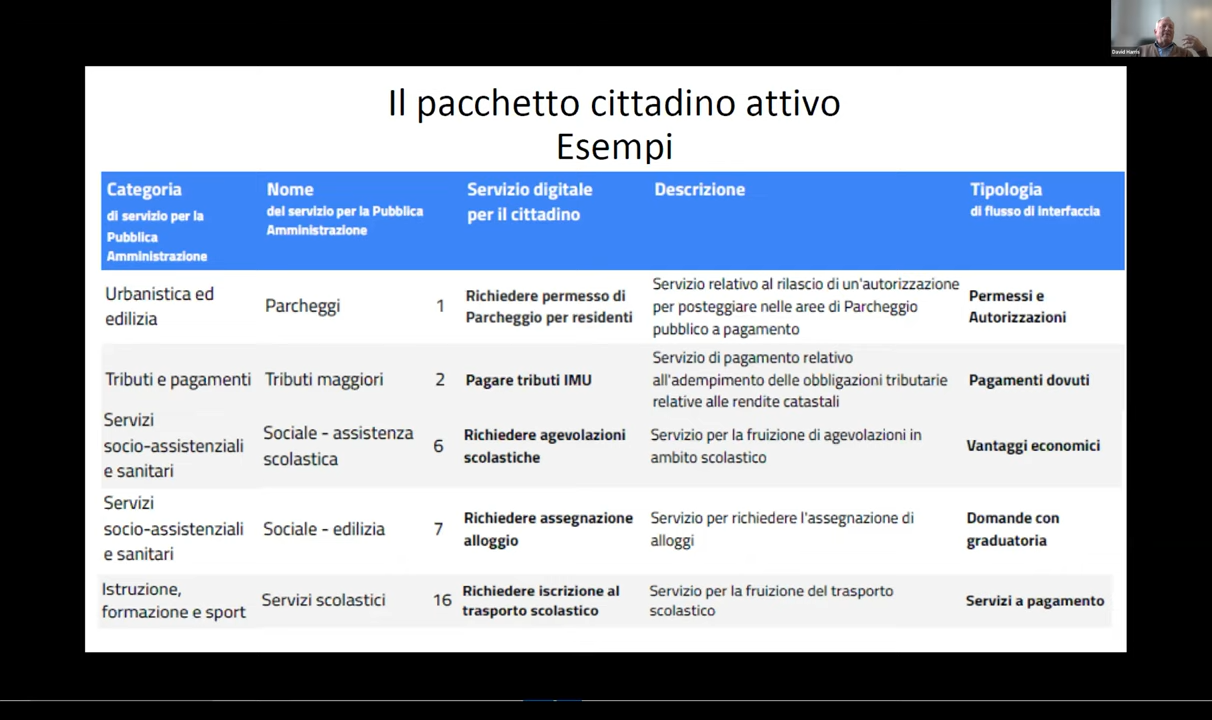 David Harris
Il pacchetto cittadino attivo
Esempi
Categoria
di servizio per la
Pubblica
Amministrazione
Nome
del servizio per la Pubblica
Amministrazione
Servizio digitale
per il cittadino
Descrizione
Tipologia
di flusso di interfaccia
Urbanistica ed
edilizia
Parcheggi
1
Richiedere permesso di
Parcheggio per residenti
Servizio relativo al rilascio di un'autorizzazione
per posteggiare nelle aree di Parcheggio
pubblico a pagamento
Permessi e
Autorizzazioni
Tributi e pagamenti
Tributi maggiori
2
Pagare tributi IMU
Servizio di pagamento relativo
all'adempimento delle obbligazioni tributarie
relative alle rendite catastali
Pagamenti dovuti
Servizi
socio-assistenziali
e sanitari
Sociale - assistenza
scolastica
6
Richiedere agevolazioni
scolastiche
Servizio per la fruizione di agevolazioni in
ambito scolastico
Vantaggi economici
Servizi
socio-assistenziali
e sanitari
Sociale - edilizia
7
Richiedere assegnazione
alloggio
Servizio per richiedere l'assegnazione di
alloggi
Domande con
graduatoria
Istruzione,
formazione e sport
Servizi scolastici
16
Richiedere iscrizione al
trasporto scolastico
Servizio per la fruizione del trasporto
scolastico
Servizi a pagamento